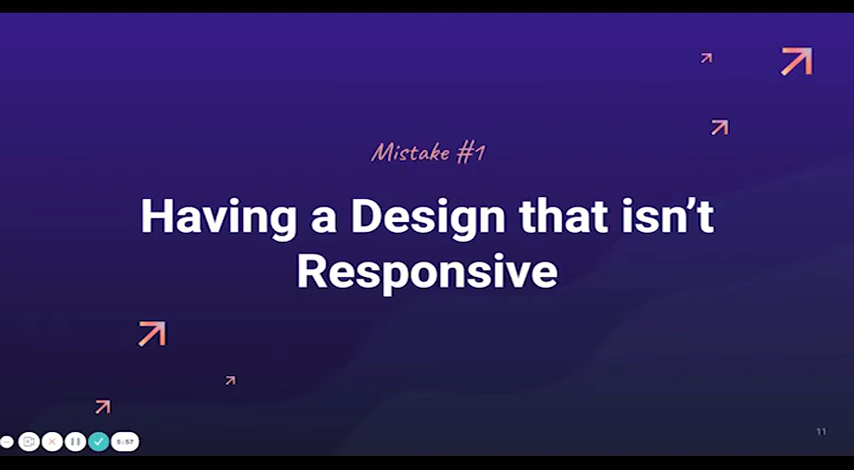 Mistake #1
Having a Design that isn’t
Responsive
5:57
11